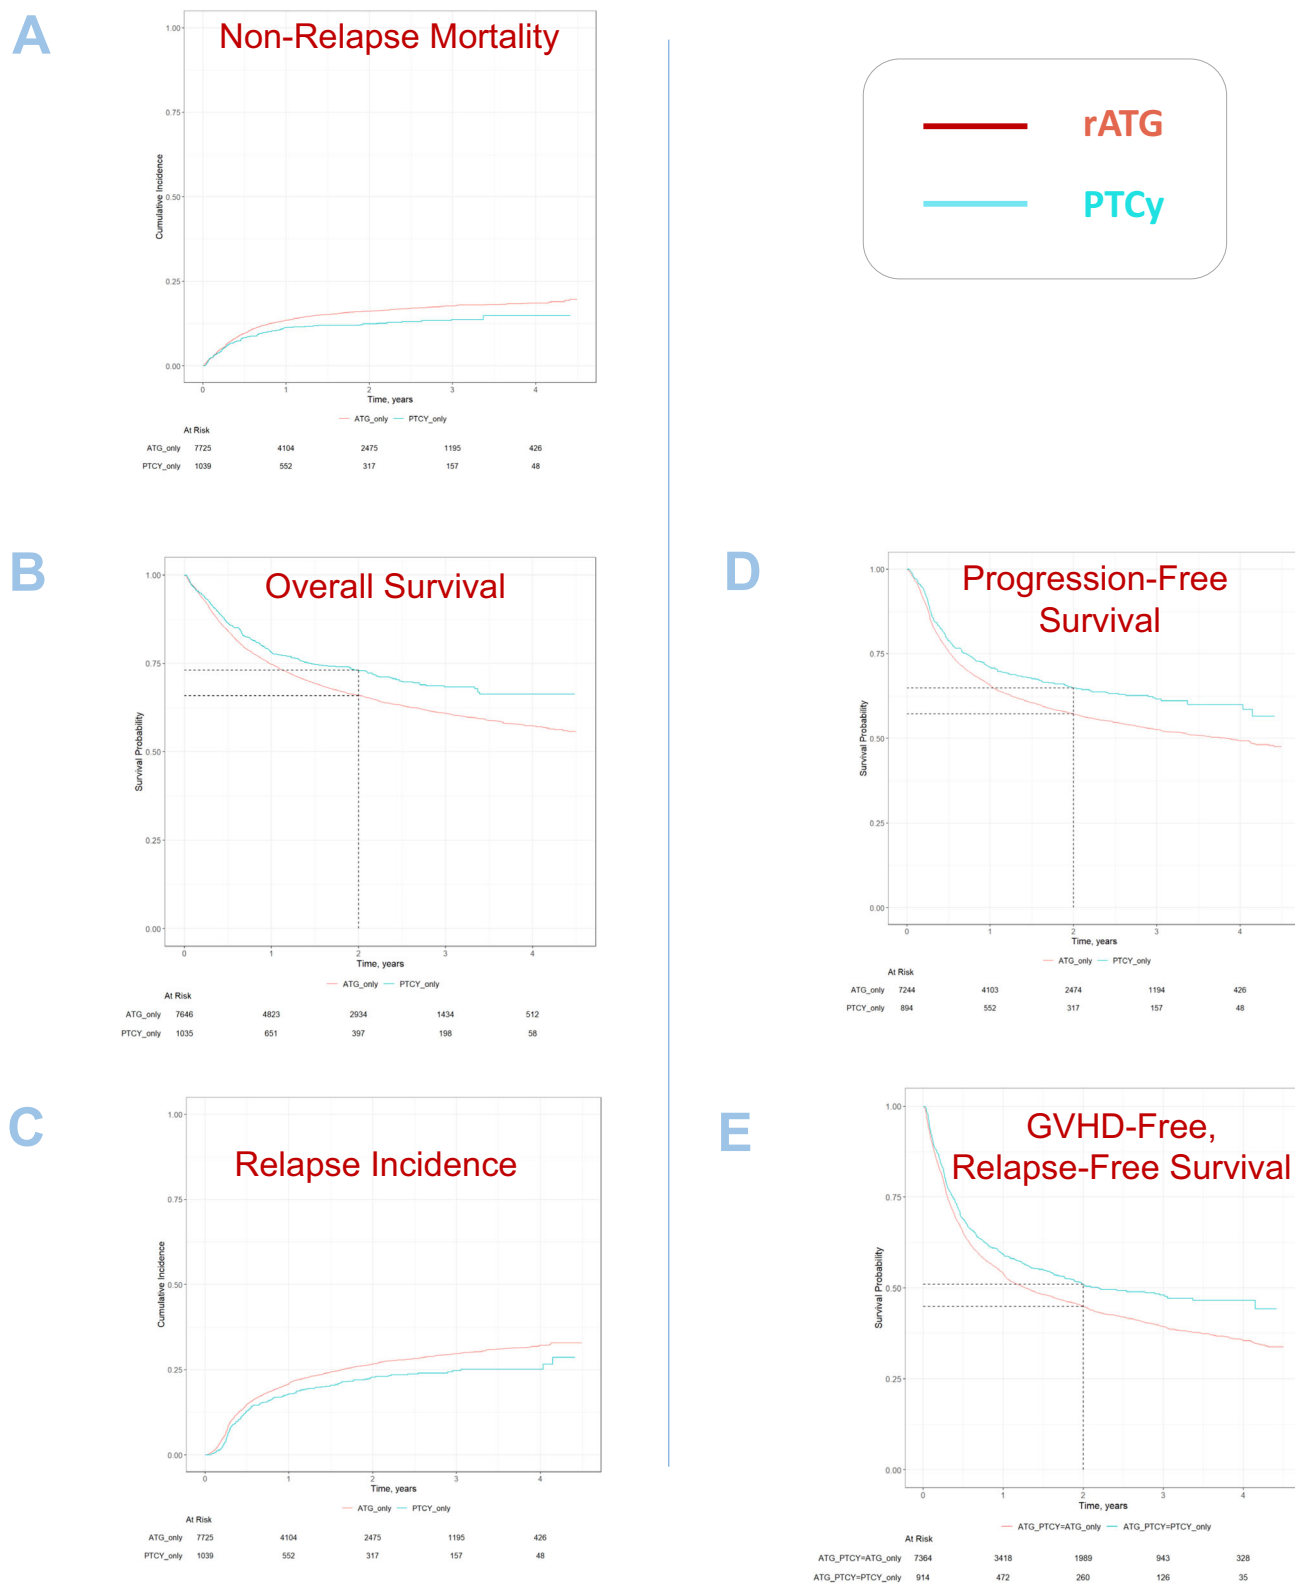 A
Non-Relapse Mortality
1.00
0.75
0.50
0.25
0.00
Cumulative Incidence
0 1 2 3 4
Time, years
ATG_only PTCY_only
At Risk
ATG_only 7725 4104 2475 1195 426
PTCY_only 1039 552 317 157 48
rATG
PTCy
B
Overall Survival
1.00
0.75
0.50
0.25
0.00
Survival Probability
0 1 2 3 4
Time, years
ATG_only PTCY_only
At Risk
ATG_only 7646 4823 2934 1434 512
PTCY_only 1035 651 397 198 58
C
Relapse Incidence
1.00
0.75
0.50
0.25
0.00
Cumulative Incidence
0 1 2 3 4
Time, years
ATG_only PTCY_only
At Risk
ATG_only 7725 4104 2475 1195 426
PTCY_only 1039 552 317 157 48
D
Progression-Free
Survival
1.00
0.75
0.50
0.25
0.00
Survival Probability
0 1 2 3 4
Time, years
ATG_only PTCY_only
At Risk
ATG_only 7244 4103 2474 1194 426
PTCY_only 894 552 317 157 48
E
GVHD-Free,
Relapse-Free Survival
1.00
0.75
0.50
0.25
0.00
Survival Probability
0 1 2 3 4
Time, years
ATG_PTCY=ATG_only ATG_PTCY=PTCY_only
At Risk
ATG_PTCY=ATG_only 7364 3418 1989 943 328
ATG_PTCY=PTCY_only 914 472 260 126 35